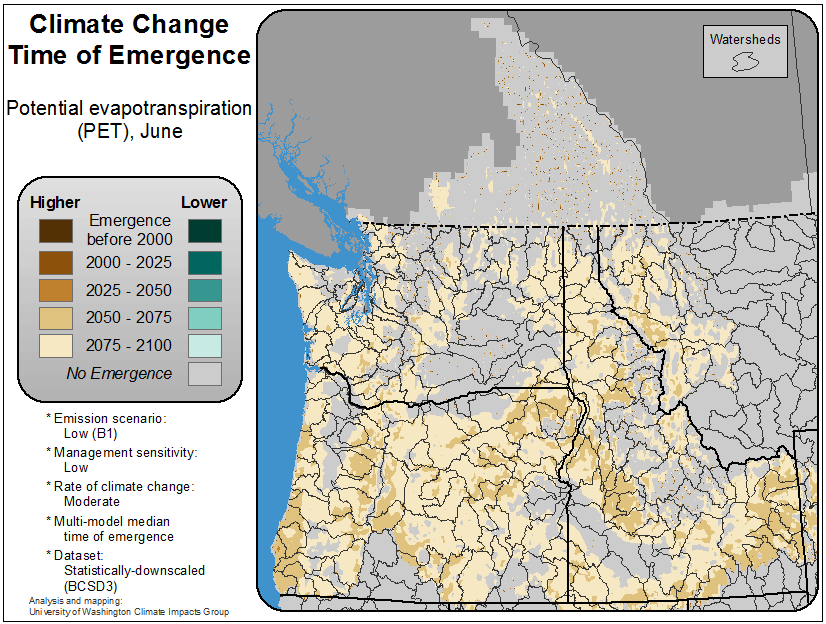 Climate Change
Time of Emergence
Potential evapotranspiration
(PET), June
Higher
Lower
Emergence
before 2000
2000 - 2025
2025 - 2050
2050 - 2075
2075 - 2100
No Emergence
* Emission scenario:
Low (B1)
* Management sensitivity:
Low
* Rate of climate change:
Moderate
* Multi-model median
time of emergence
* Dataset:
Statistically-downscaled
(BCSD3)
Analysis and mapping:
University of Washington Climate Impacts Group
Watersheds